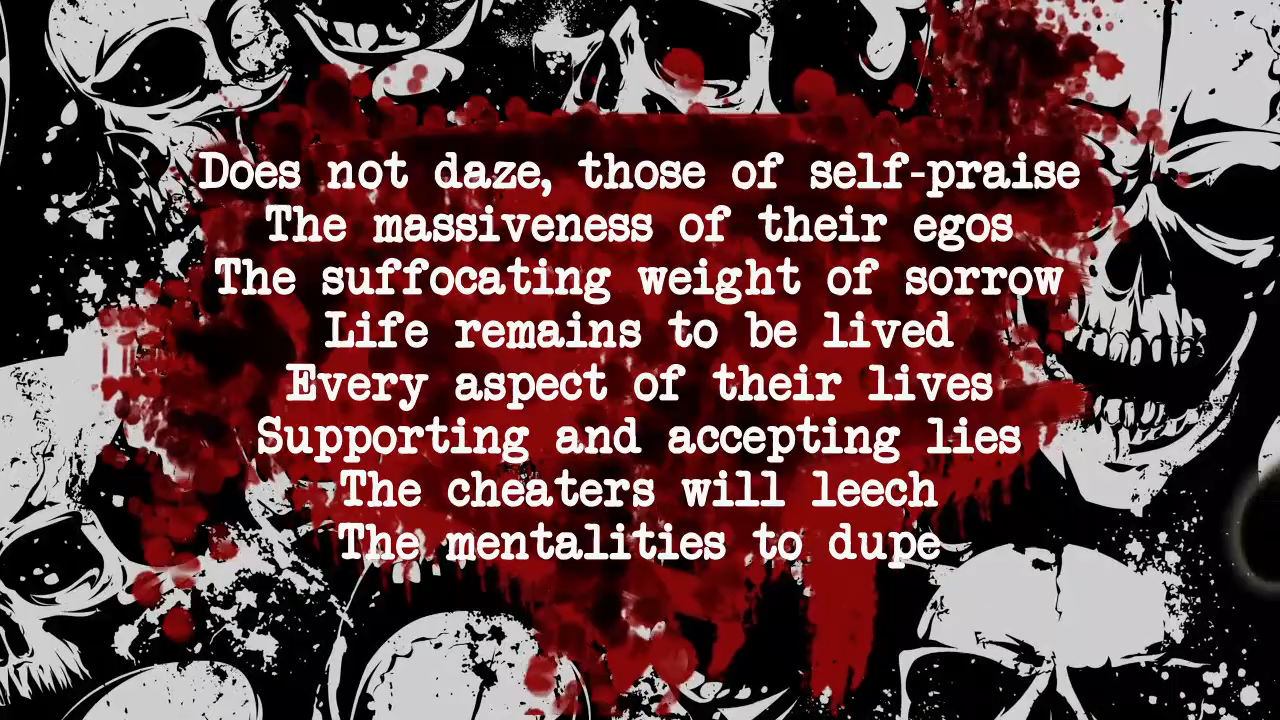 Does not daze, those of self-praise
The massiveness of their egos
The suffocating weight of sorrow
Life remains to be lived
Every aspect of their lives
Supporting and accepting lies
The cheaters will leech
The mentalities to dupe